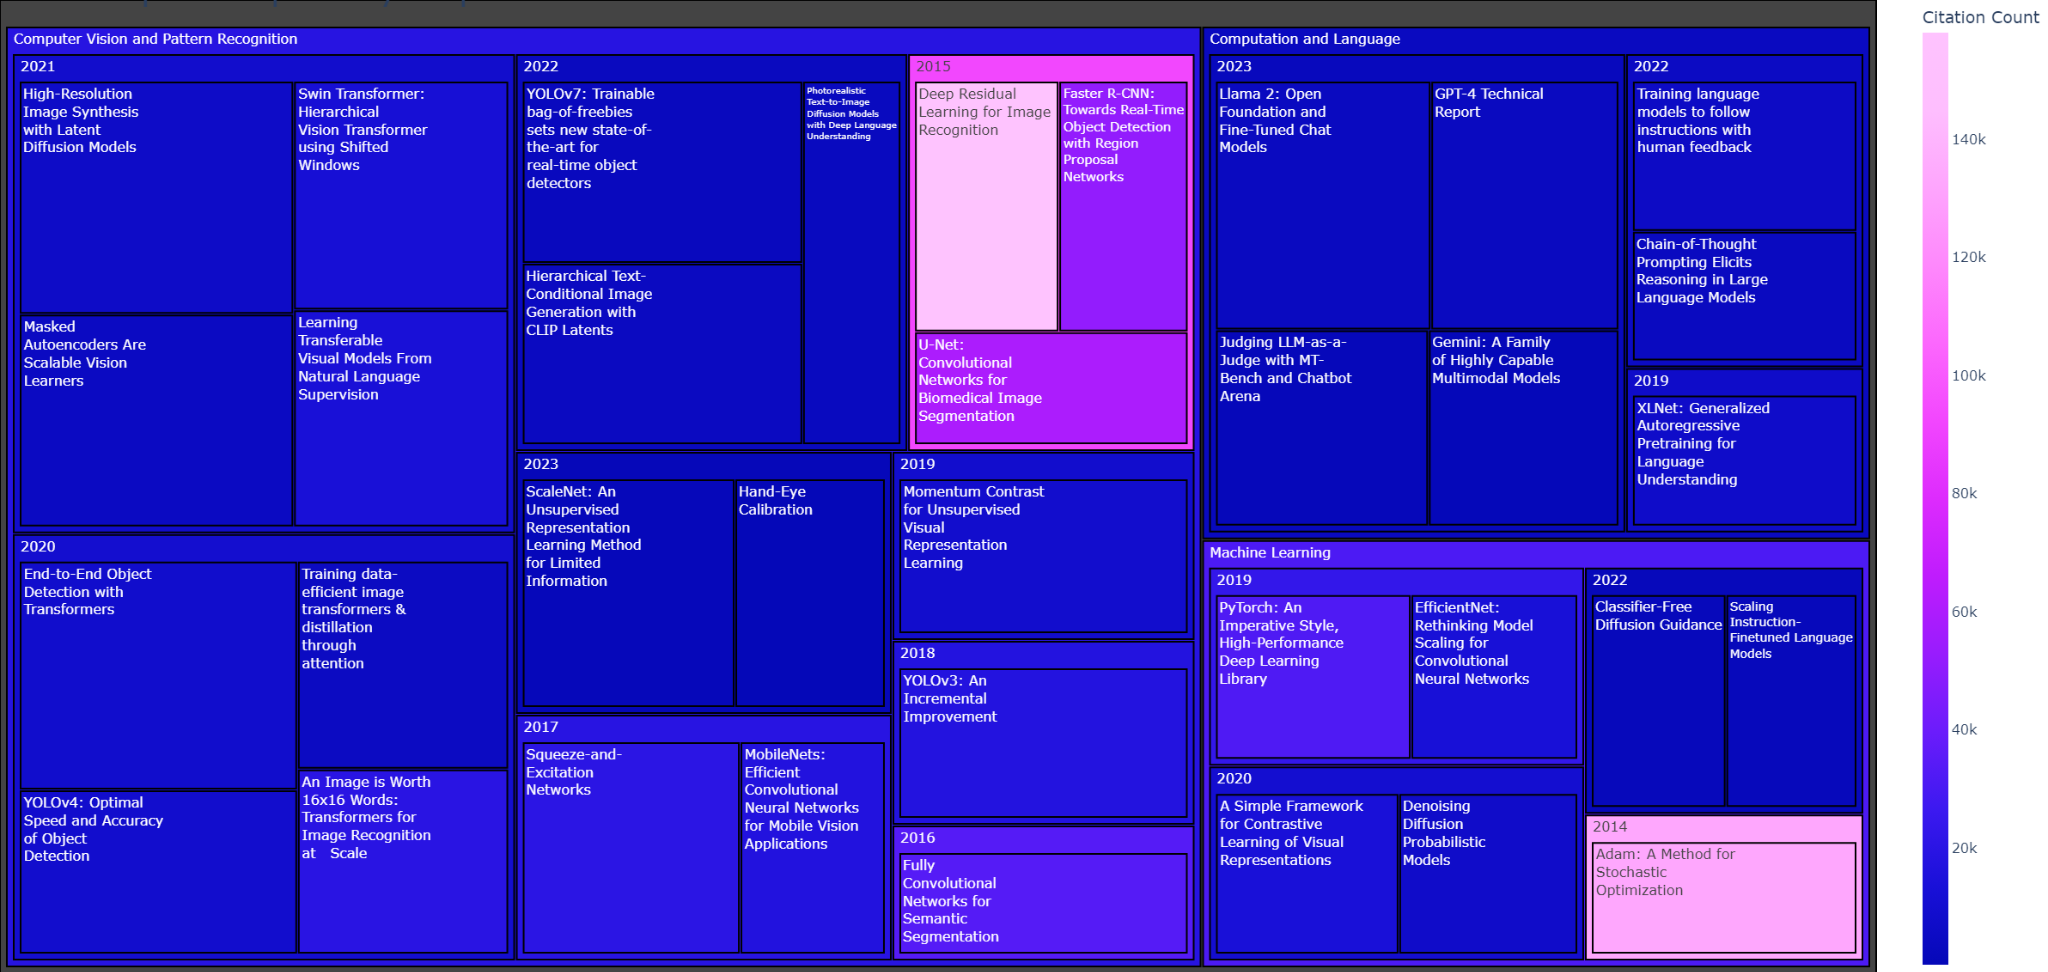 Computer Vision and Pattern Recognition
2021
High-Resolution
Image Synthesis
with Latent
Diffusion Models
Swin Transformer:
Hierarchical
Vision Transformer
using Shifted
Windows
Masked
Autoencoders Are
Scalable Vision
Learners
Learning
Transferable
Visual Models From
Natural Language
Supervision
2020
End-to-End Object
Detection with
Transformers
Training data-
efficient image
transformers &
distillation
through
attention
YOLOv4: Optimal
Speed and Accuracy
of Object
Detection
An Image is Worth
16x16 Words:
Transformers for
Image Recognition
at Scale
2022
YOLOv7: Trainable
bag-of-freebies
sets new state-of-
the-art for
real-time object
detectors
Photorealistic
Text-to-Image
Diffusion Models
with Deep Language
Understanding
Hierarchical Text-
Conditional Image
Generation with
CLIP Latents
2015
Deep Residual
Learning for Image
Recognition
Faster R-CNN:
Towards Real-Time
Object Detection
with Region
Proposal
Networks
U-Net:
Convolutional
Networks for
Biomedical Image
Segmentation
2023
ScaleNet: An
Unsupervised
Representation
Learning Method
for Limited
Information
Hand-Eye
Calibration
2017
Squeeze-and-
Excitation
Networks
MobileNets:
Efficient
Convolutional
Neural Networks
for Mobile Vision
Applications
2019
Momentum Contrast
for Unsupervised
Visual
Representation
Learning
2018
YOLOv3: An
Incremental
Improvement
2016
Fully
Convolutional
Networks for
Semantic
Segmentation
Computation and Language
2023
Llama 2: Open
Foundation and
Fine-Tuned Chat
Models
GPT-4 Technical
Report
Judging LLM-as-a-
Judge with MT-
Bench and Chatbot
Arena
Gemini: A Family
of Highly Capable
Multimodal Models
2022
Training language
models to follow
instructions with
human feedback
Chain-of-Thought
Prompting Elicits
Reasoning in Large
Language Models
2019
XLNet: Generalized
Autoregressive
Pretraining for
Language
Understanding
Machine Learning
2019
PyTorch: An
Imperative Style,
High-Performance
Deep Learning
Library
EfficientNet:
Rethinking Model
Scaling for
Convolutional
Neural Networks
2020
A Simple Framework
for Contrastive
Learning of Visual
Representations
Denoising
Diffusion
Probabilistic
Models
2022
Classifier-Free
Diffusion Guidance
Scaling
Instruction-
Finetuned Language
Models
2014
Adam: A Method for
Stochastic
Optimization
Citation Count
140k
120k
100k
80k
60k
40k
20k